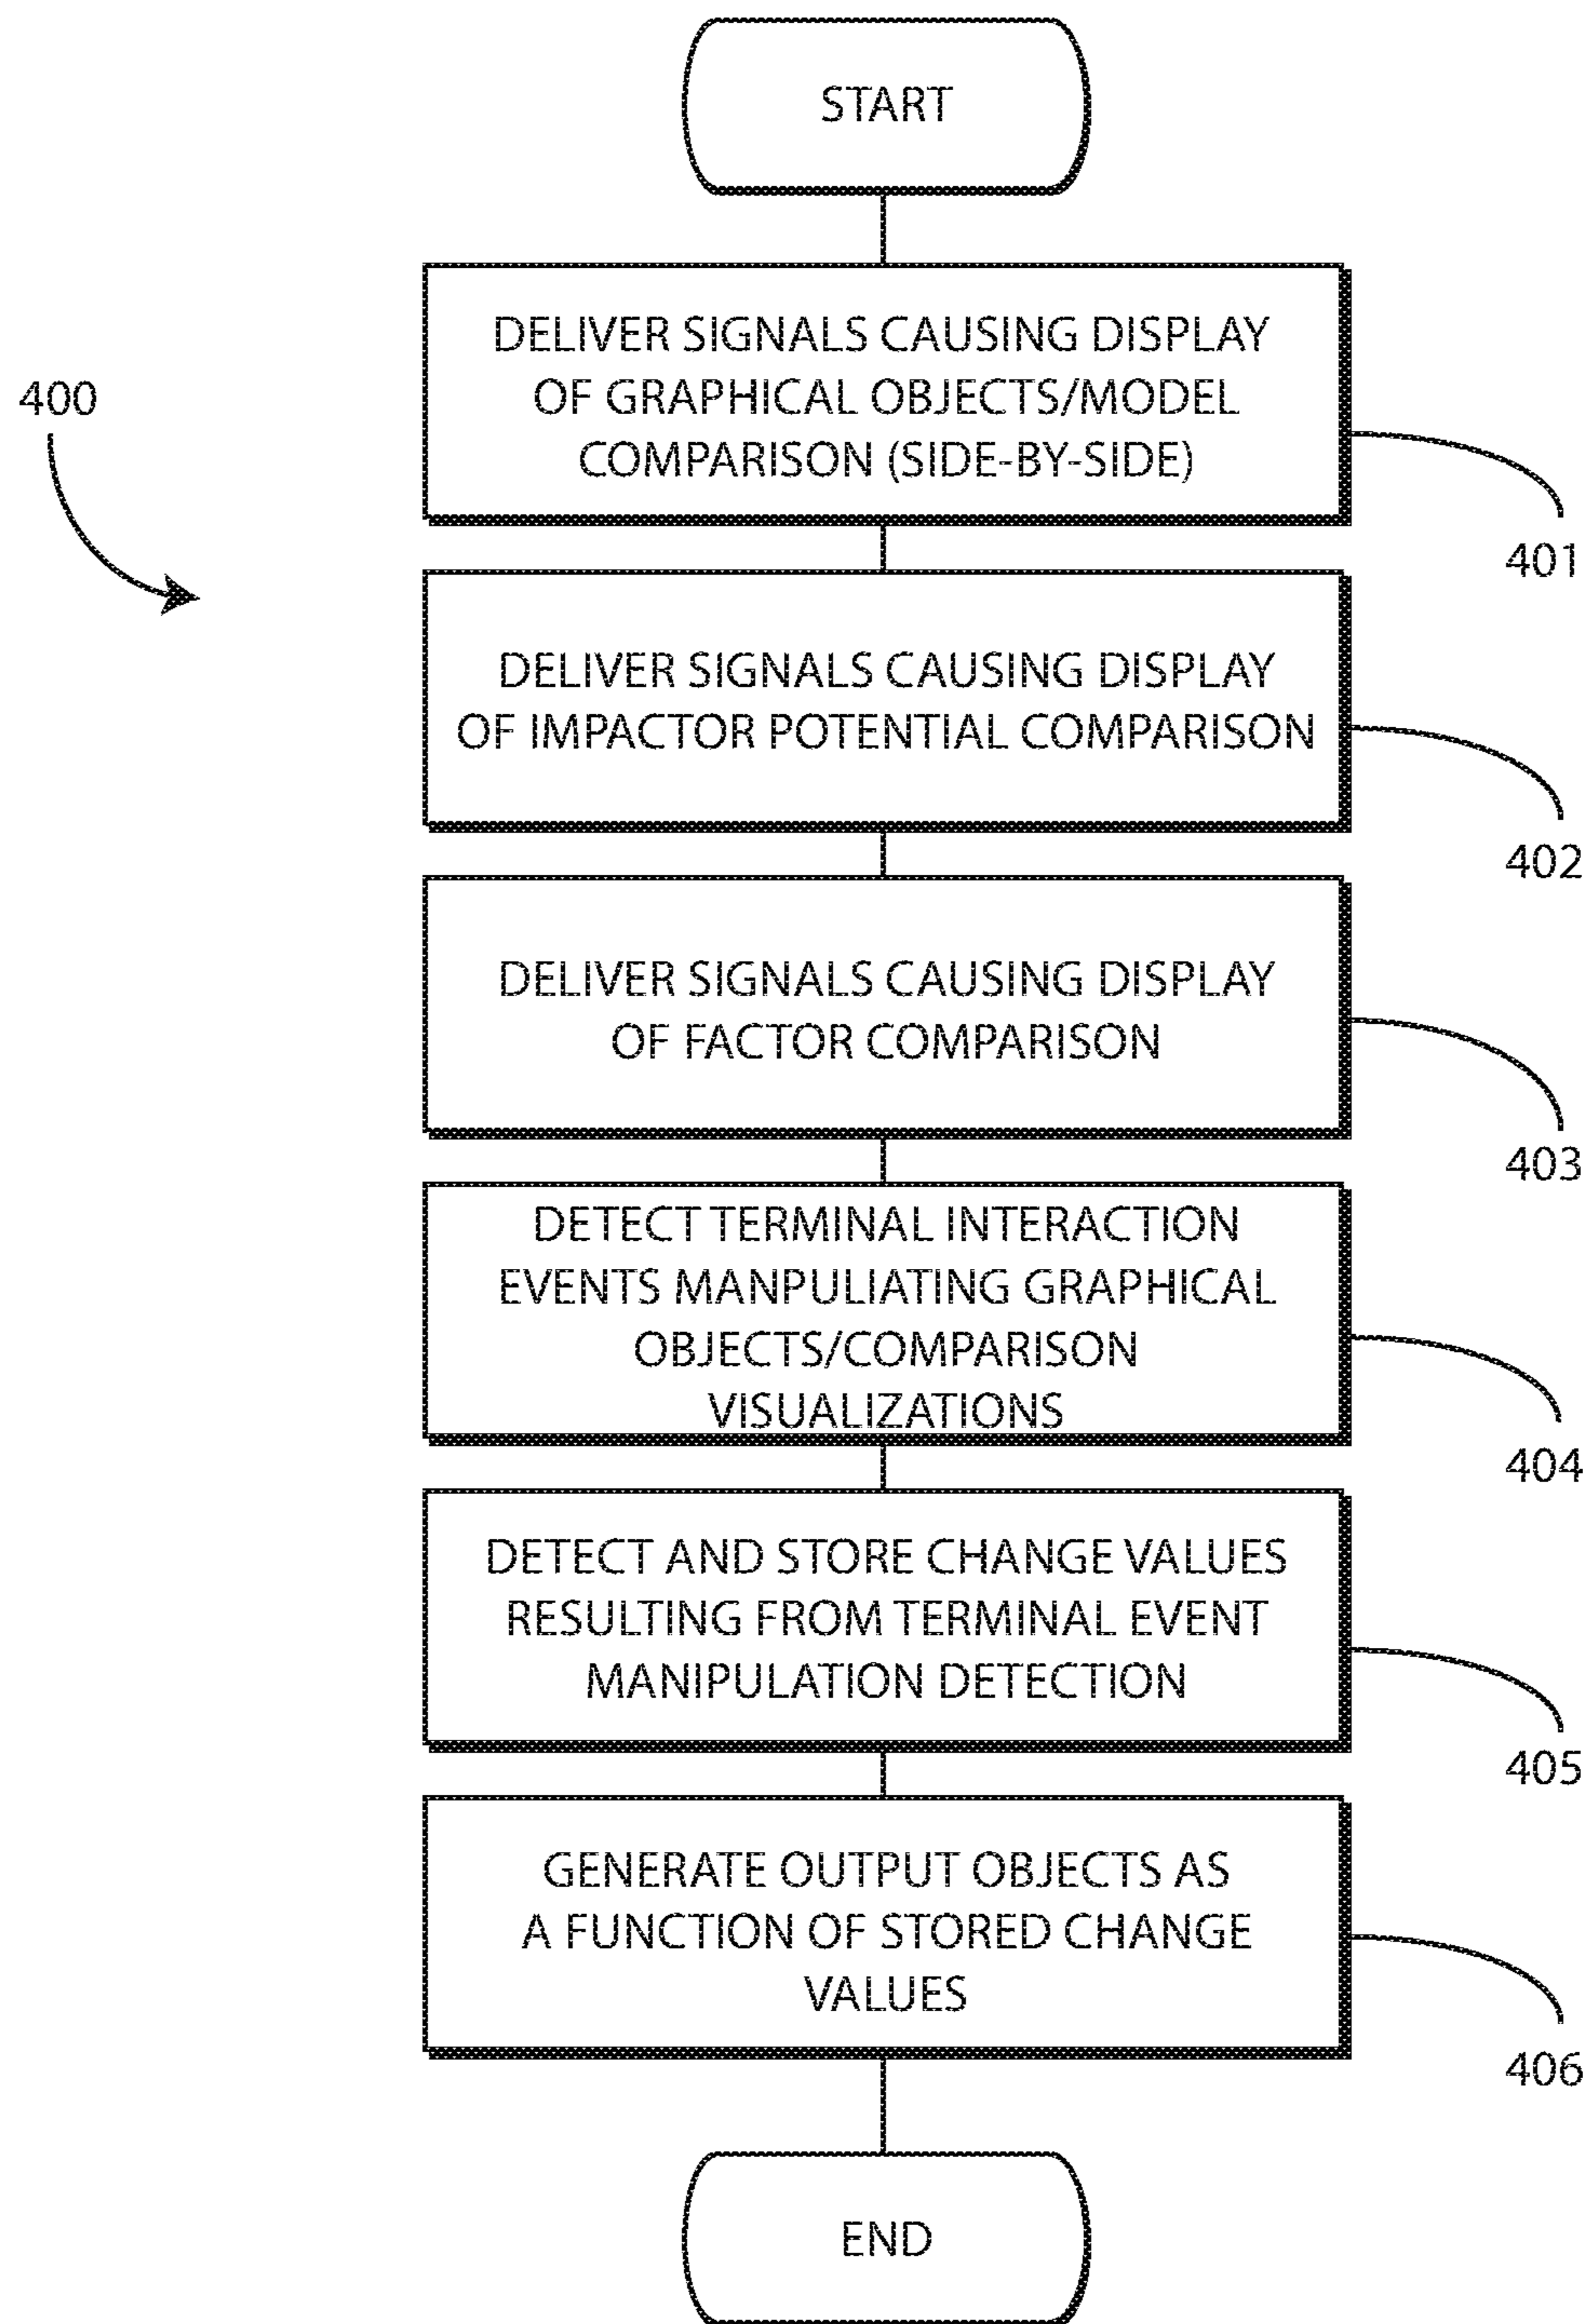 START
400
DELIVER SIGNALS CAUSING DISPLAY
OF GRAPHICAL OBJECTS/MODEL
COMPARISON (SIDE-BY-SIDE)
401
DELIVER SIGNALS CAUSING DISPLAY
OF IMPACTOR POTENTIAL COMPARISON
402
DELIVER SIGNALS CAUSING DISPLAY
OF FACTOR COMPARISON
403
DETECT TERMINAL INTERACTION
EVENTS MANPULIATING GRAPHICAL
OBJECTS/COMPARISON
VISUALIZATIONS
404
DETECT AND STORE CHANGE VALUES
RESULTING FROM TERMINAL EVENT
MANIPULATION DETECTION
405
GENERATE OUTPUT OBJECTS AS
A FUNCTION OF STORED CHANGE
VALUES
406
END